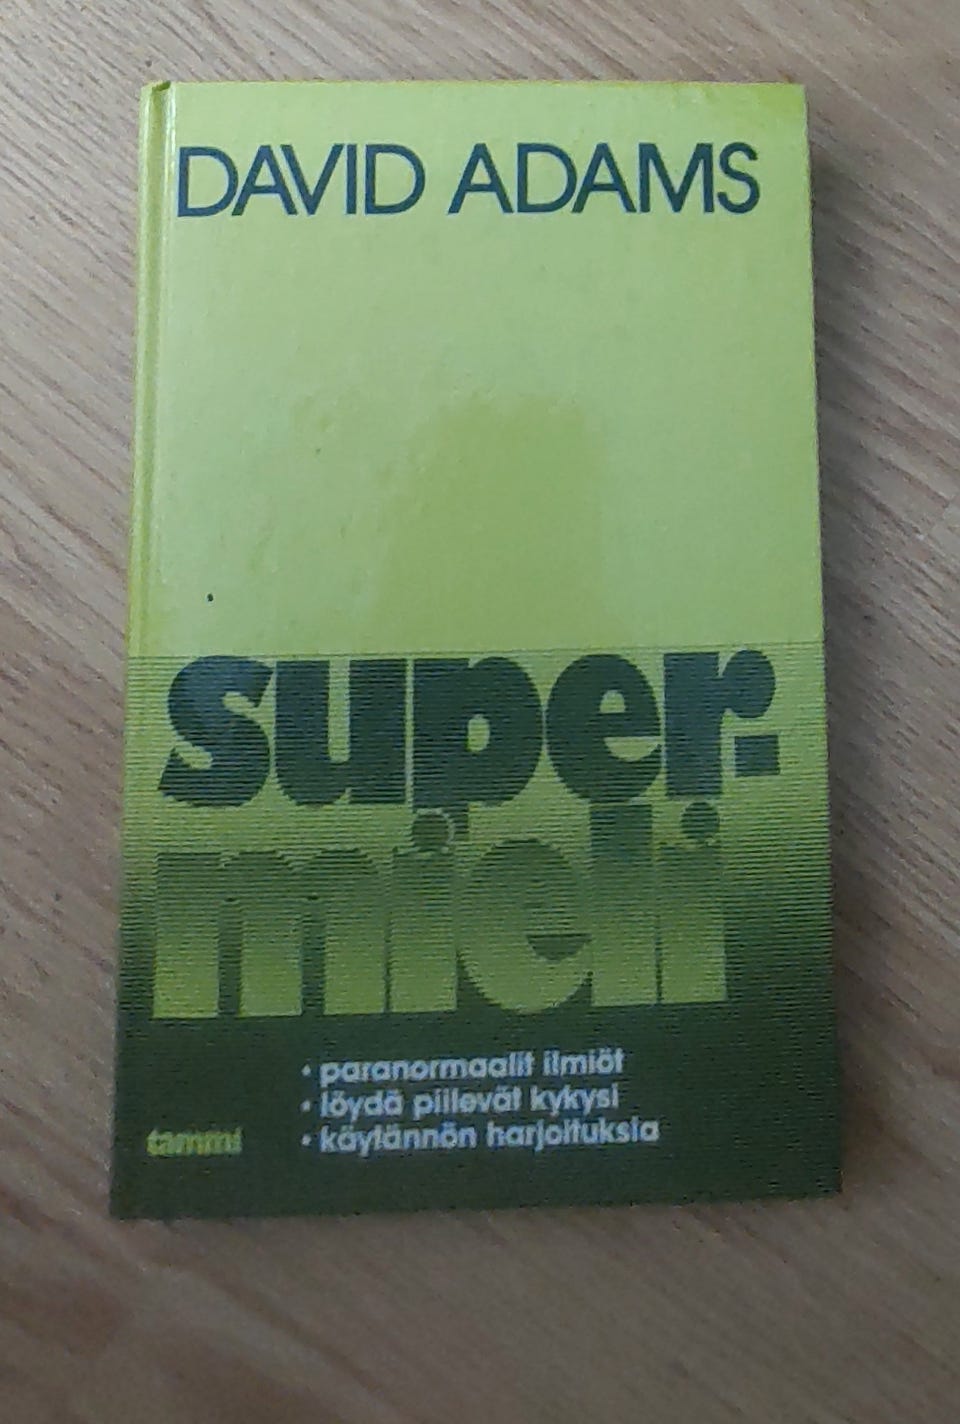 DAVID ADAMS
super-
mieli
• paranormaalit ilmiöt
• löydä piilevät kykysi
• käytännön harjoituksia
tammi